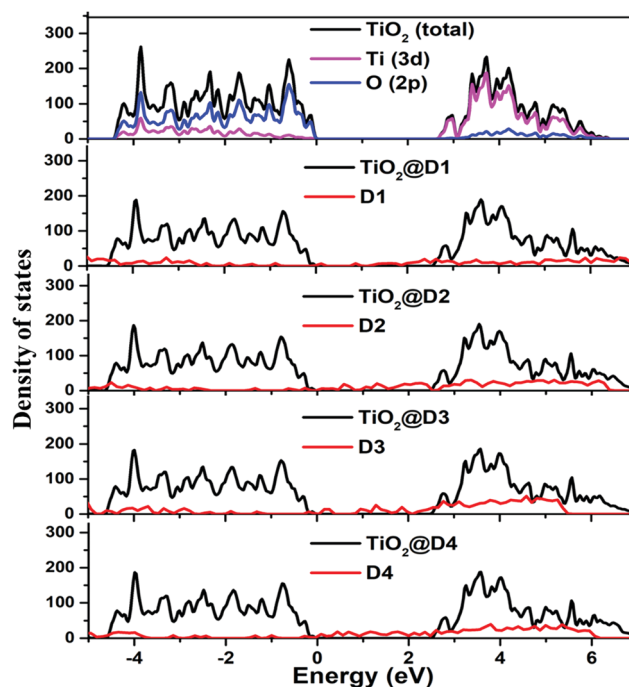 300
200
100
0
TiO₂ (total)
Ti (3d)
O (2p)
300
200
100
0
TiO₂@D1
D1
300
200
100
0
TiO₂@D2
D2
300
200
100
0
TiO₂@D3
D3
300
200
100
0
TiO₂@D4
D4
-4 -2 0 2 4 6
Energy (eV)
Density of states